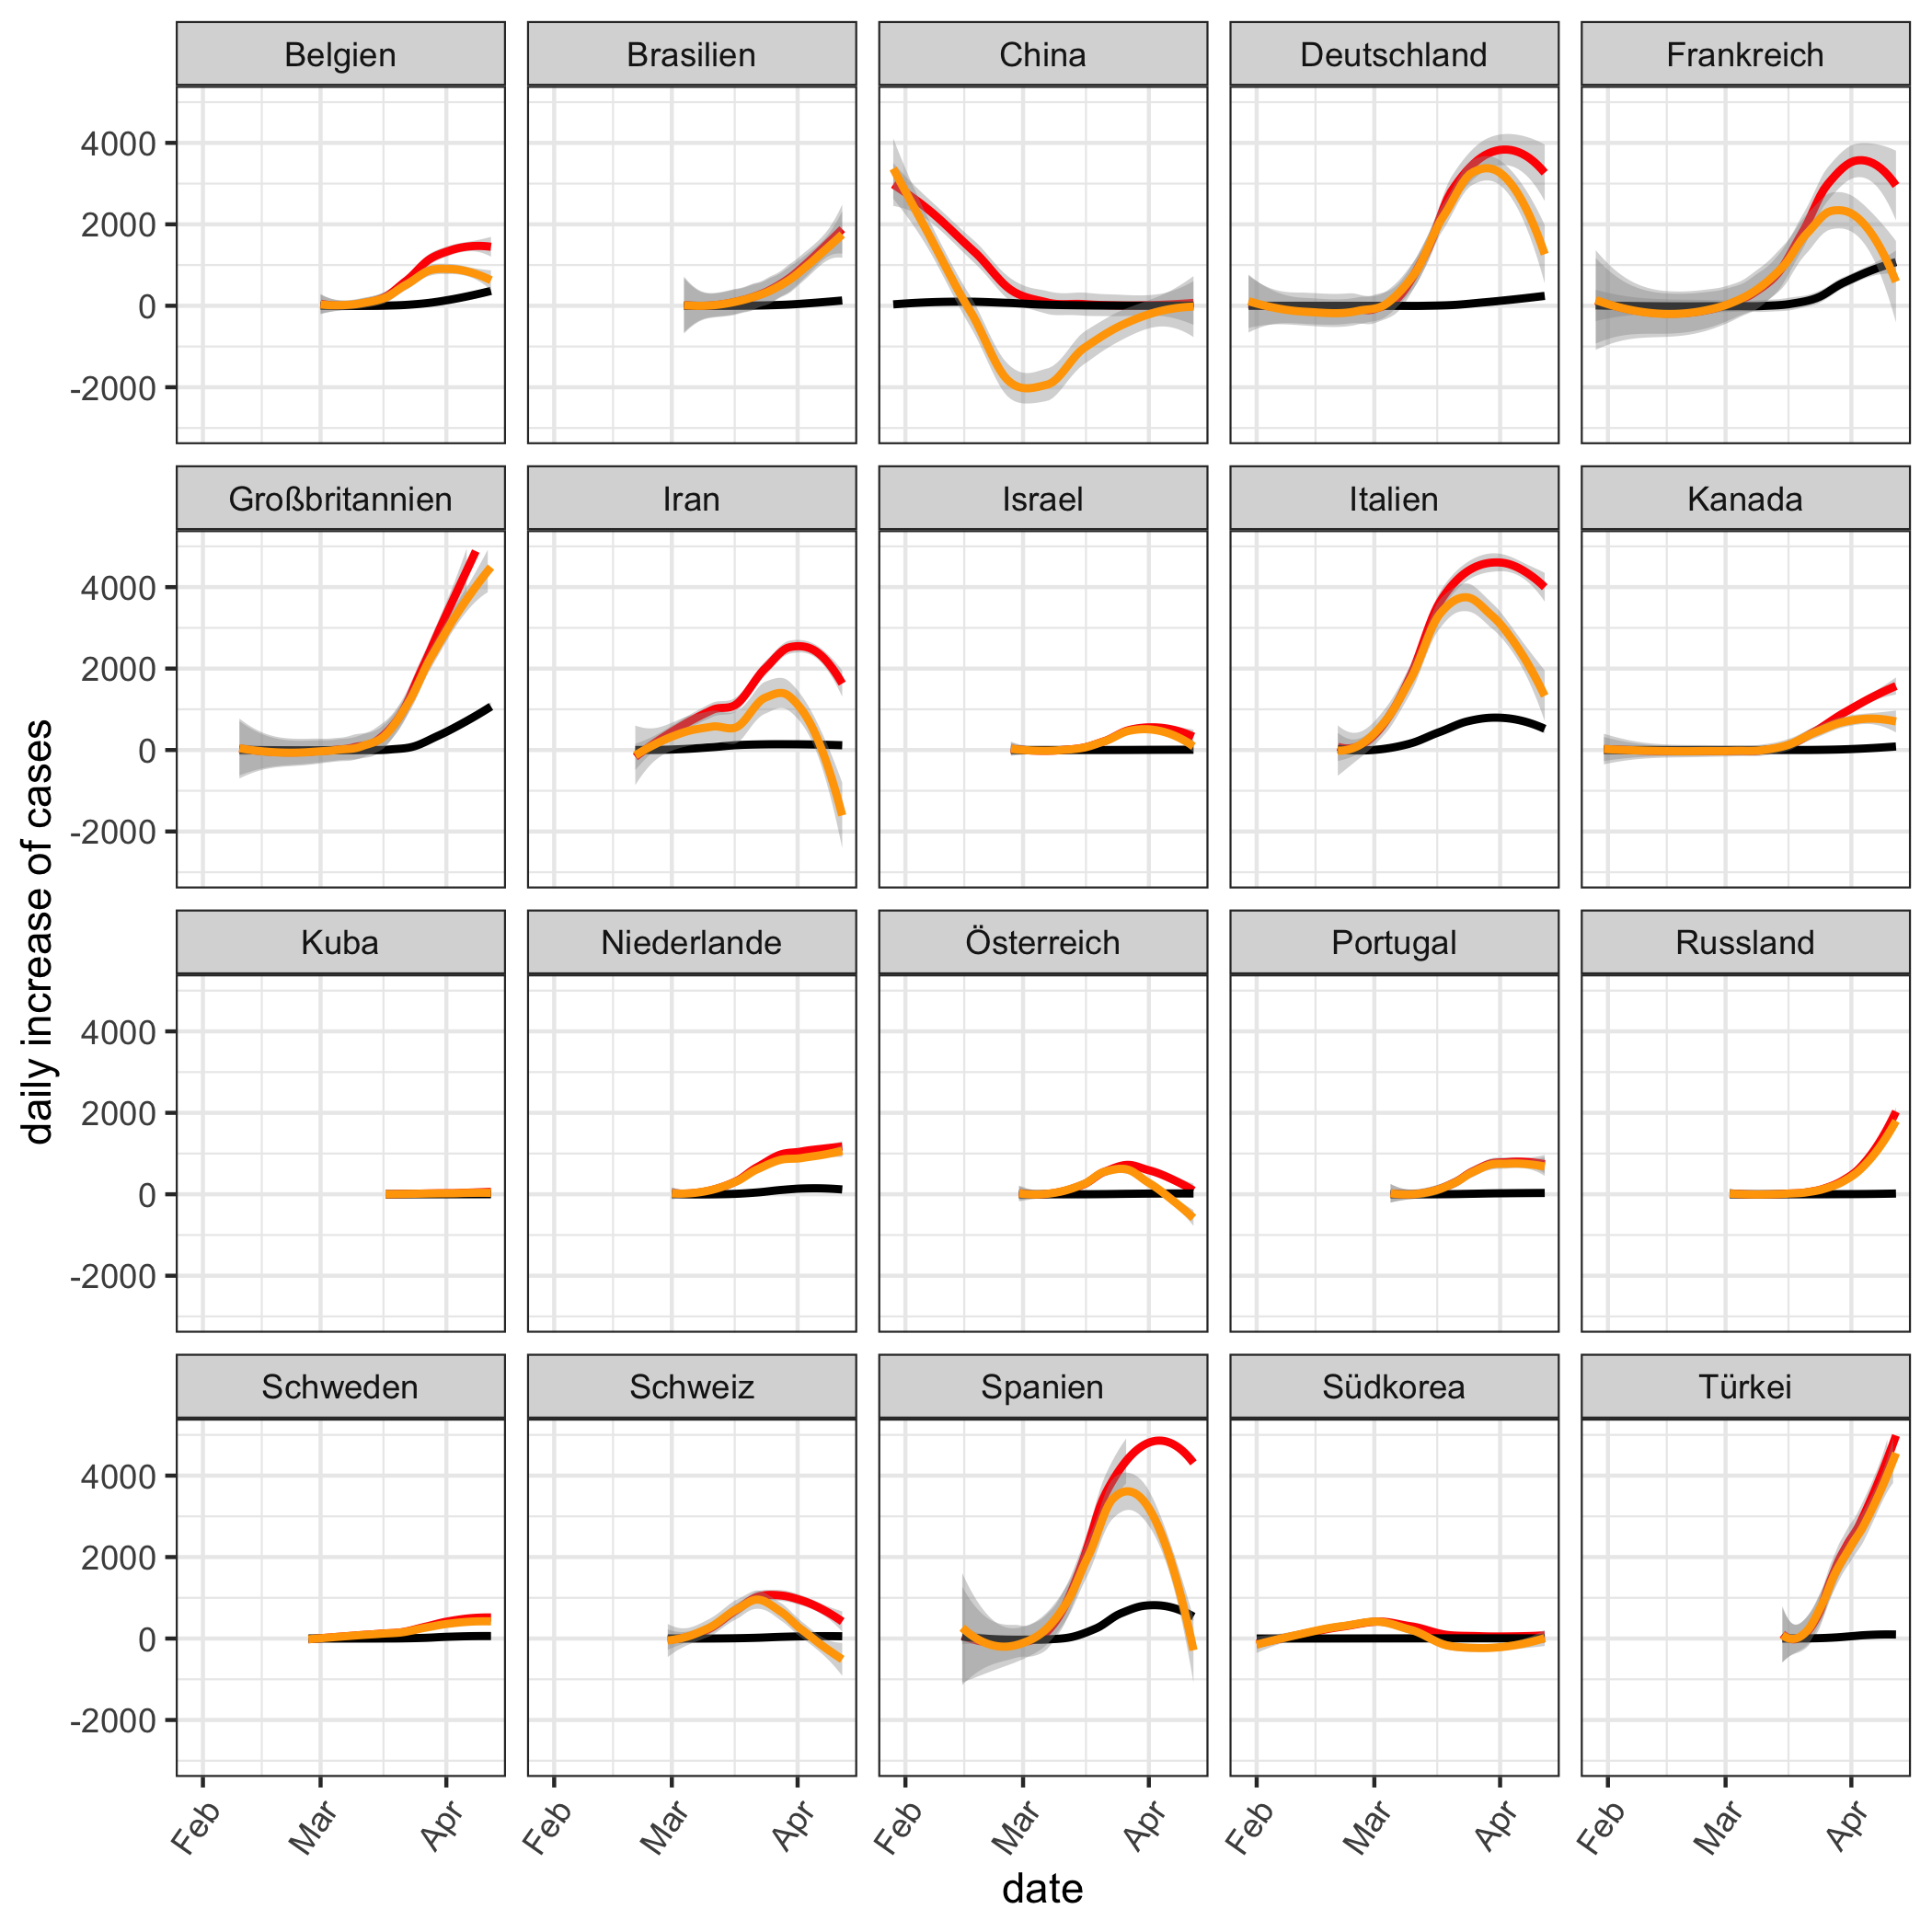 Belgien Brasilien China Deutschland Frankreich
4000
2000
0
-2000
Großbritannien Iran Israel Italien Kanada
4000
2000
0
-2000
daily increase of cases
Kuba Niederlande Österreich Portugal Russland
4000
2000
0
-2000
Schweden Schweiz Spanien Südkorea Türkei
4000
2000
0
-2000
Feb Mar Apr Feb Mar Apr Feb Mar Apr Feb Mar Apr Feb Mar Apr
date